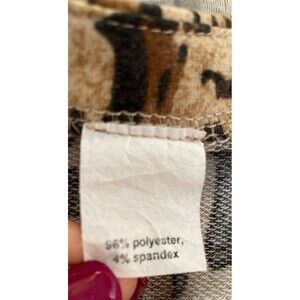 96% polyester,
4% spandex